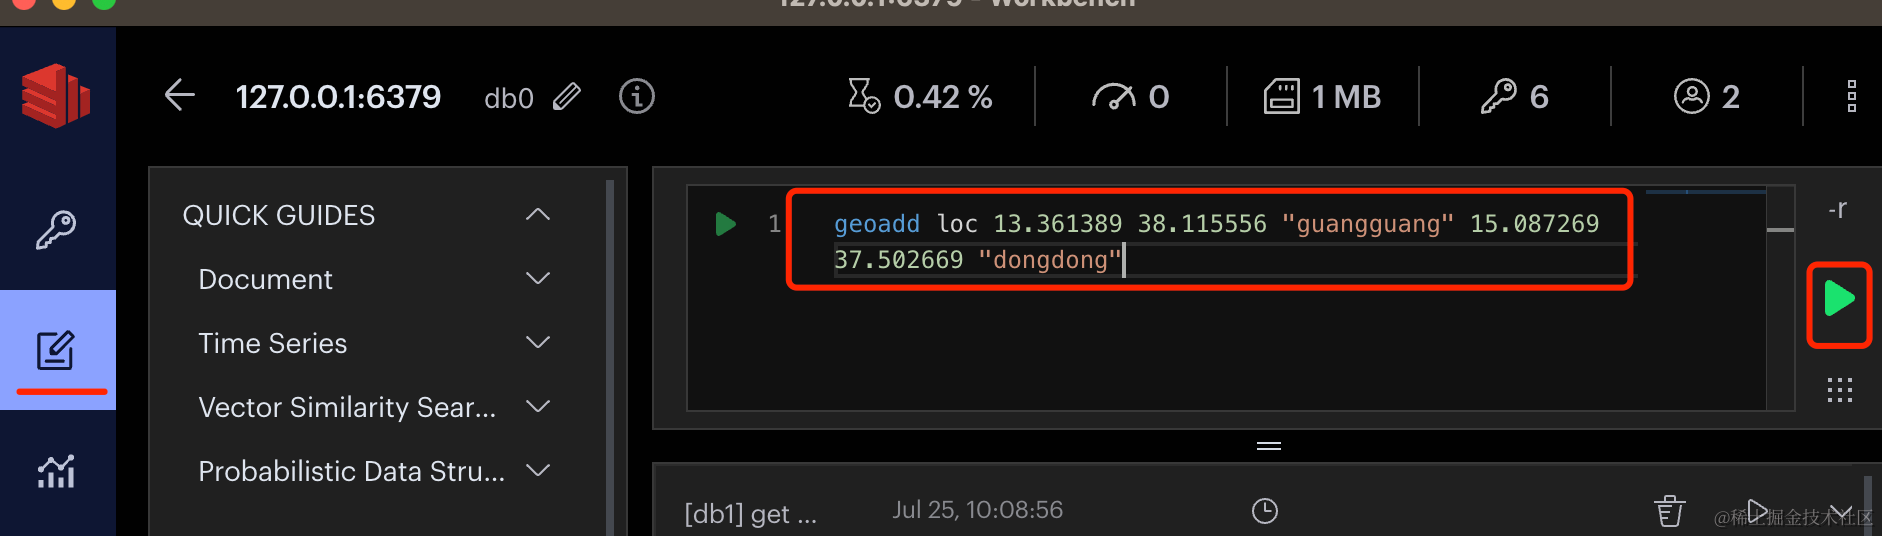 127.0.0.1:6379 - Workbench
127.0.0.1:6379 db0 0.42 % 0 1 MB 6 2
QUICK GUIDES
Document
Time Series
Vector Similarity Sear...
Probabilistic Data Stru...
1 geoadd loc 13.361389 38.115556 "guangguang" 15.087269
37.502669 "dongdong"
-r
[db1] get ... Jul 25, 10:08:56
@稀土掘金技术社区